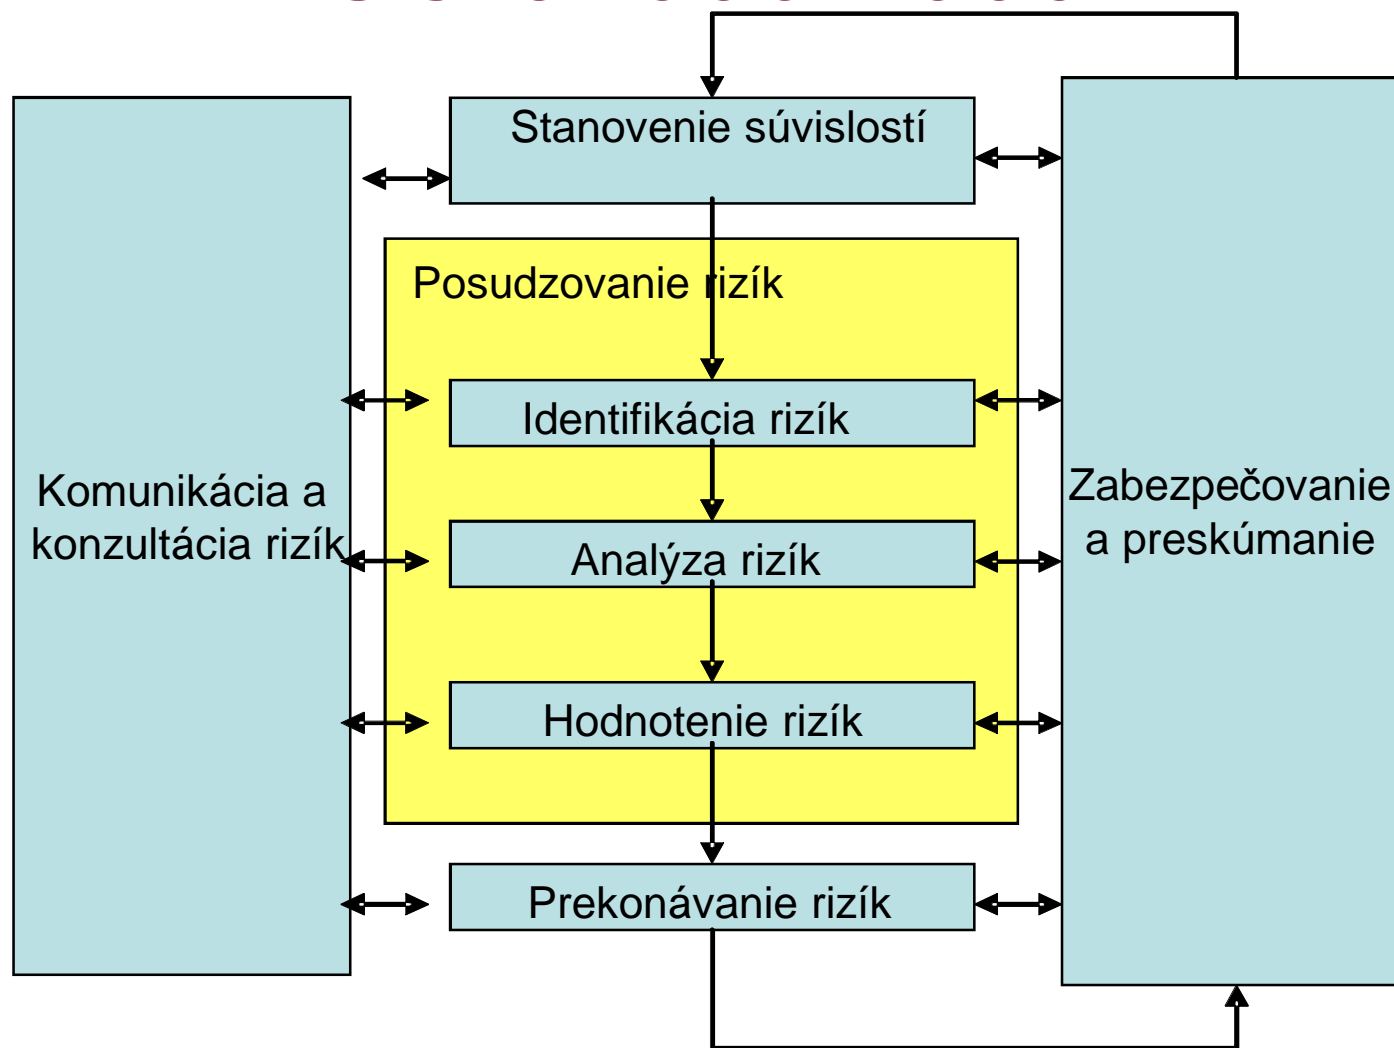 Stanovenie súvislostí
Posudzovanie rizík
Identifikácia rizík
Komunikácia a
konzultácia rizík
Analýza rizík
Hodnotenie rizík
Prekonávanie rizík
Zabezpečovanie
a preskúmanie